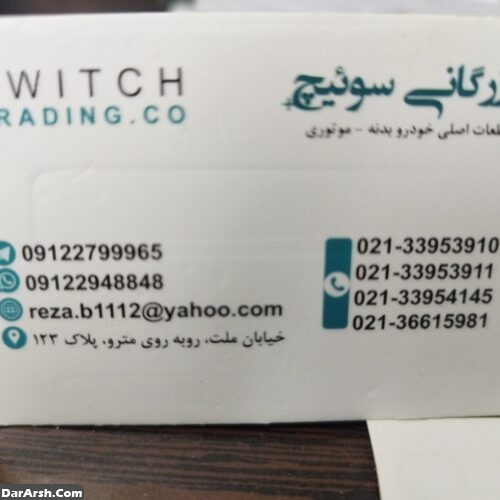 WITCH
RADING.CO
رگانی سوئیچ
قطعات اصلی خودرو بدنه - موتوری
09122799965
09122948848
reza.b1112@yahoo.com
خیابان ملت، روبه روی مترو، پلاک ۱۲۳
021-33953910
021-33953911
021-33954145
021-36615981
DarArsh.Com